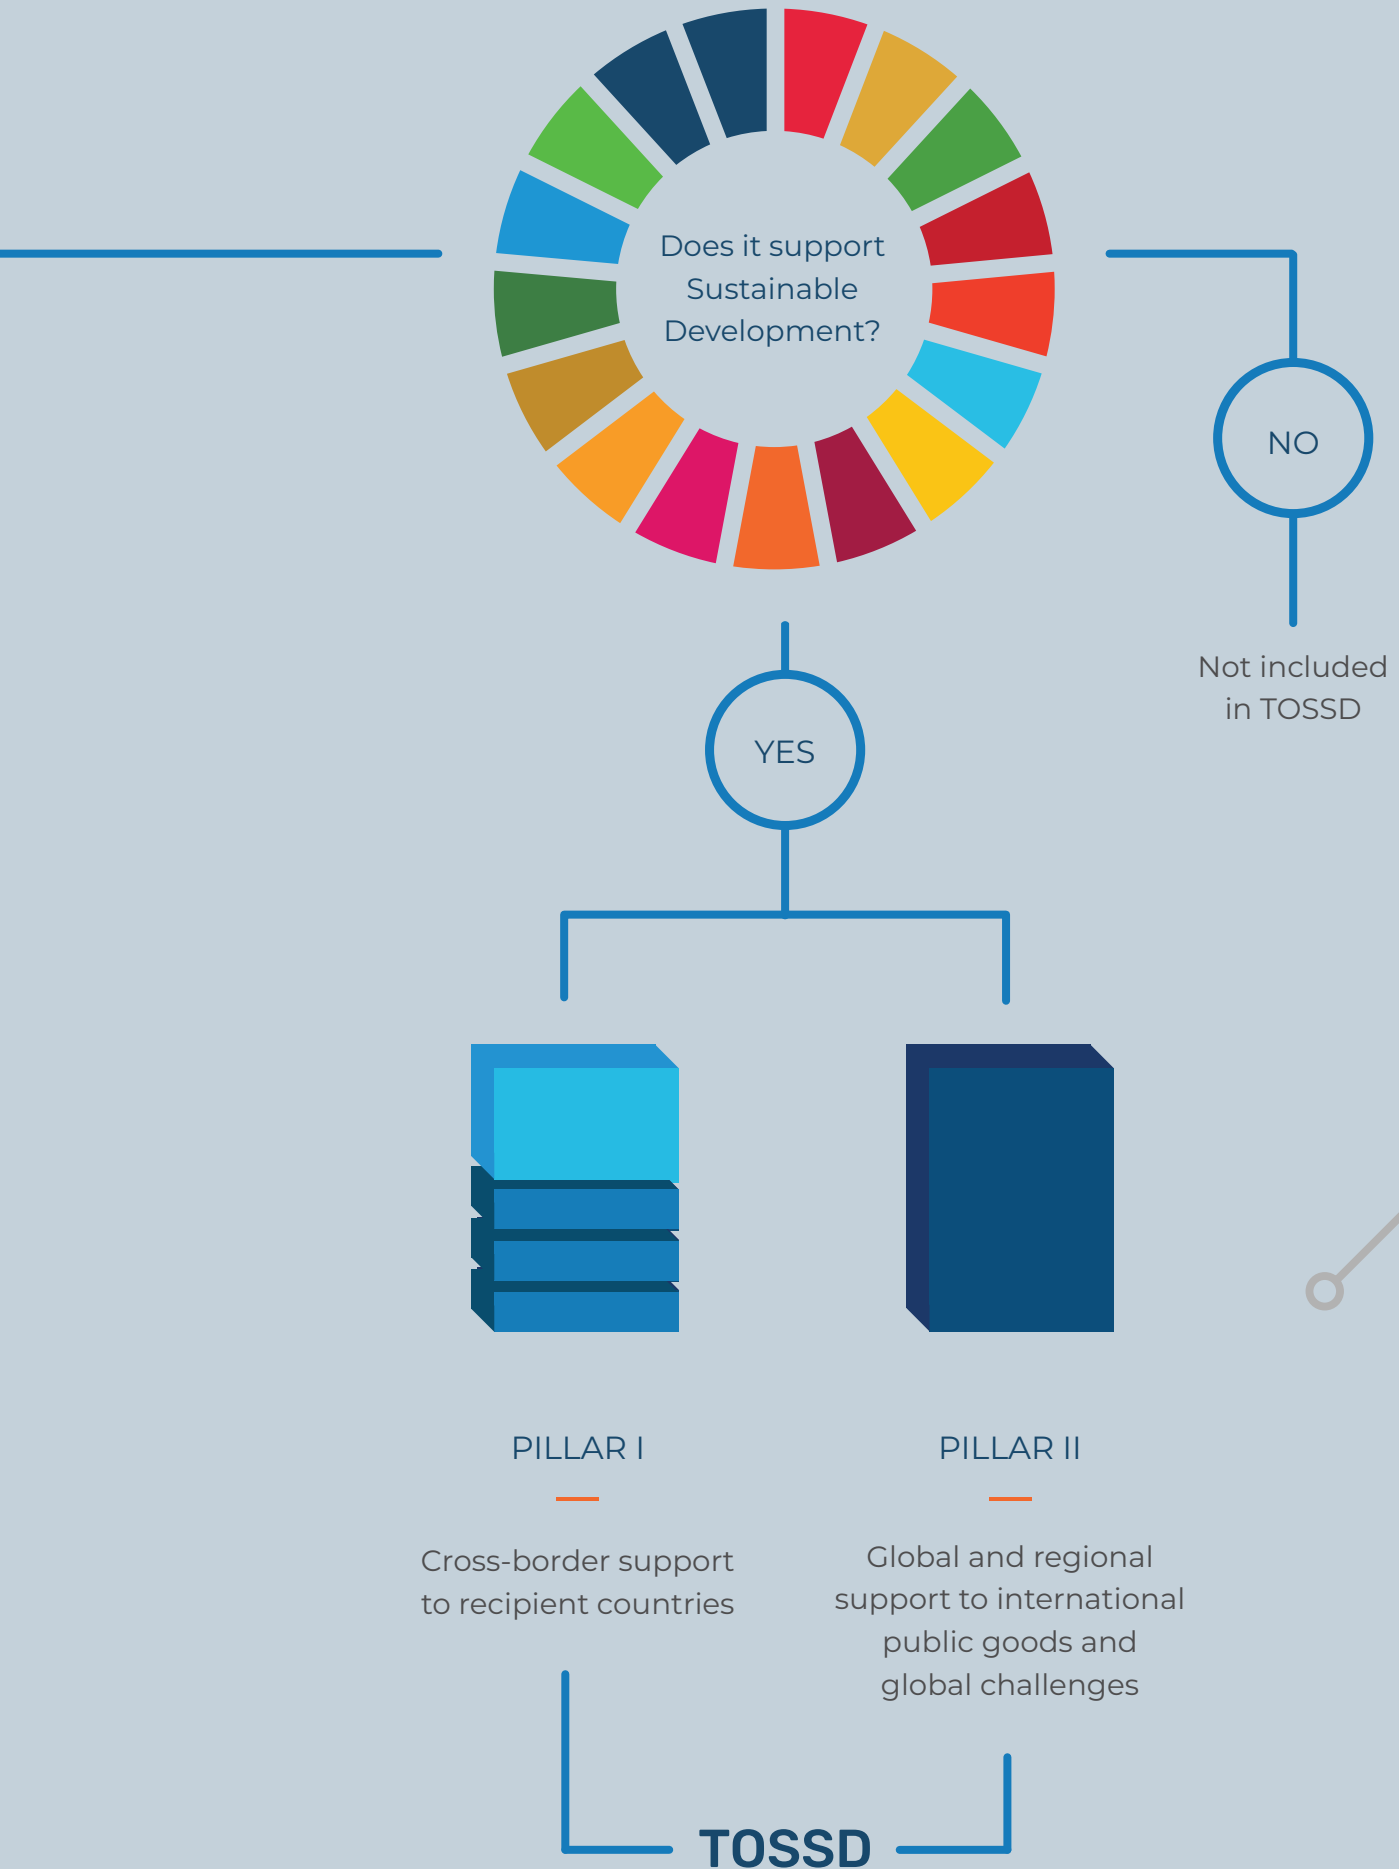 Does it support
Sustainable
Development?
NO
Not included
in TOSSD
YES
PILLAR I
Cross-border support
to recipient countries
PILLAR II
Global and regional
support to international
public goods and
global challenges
TOSSD